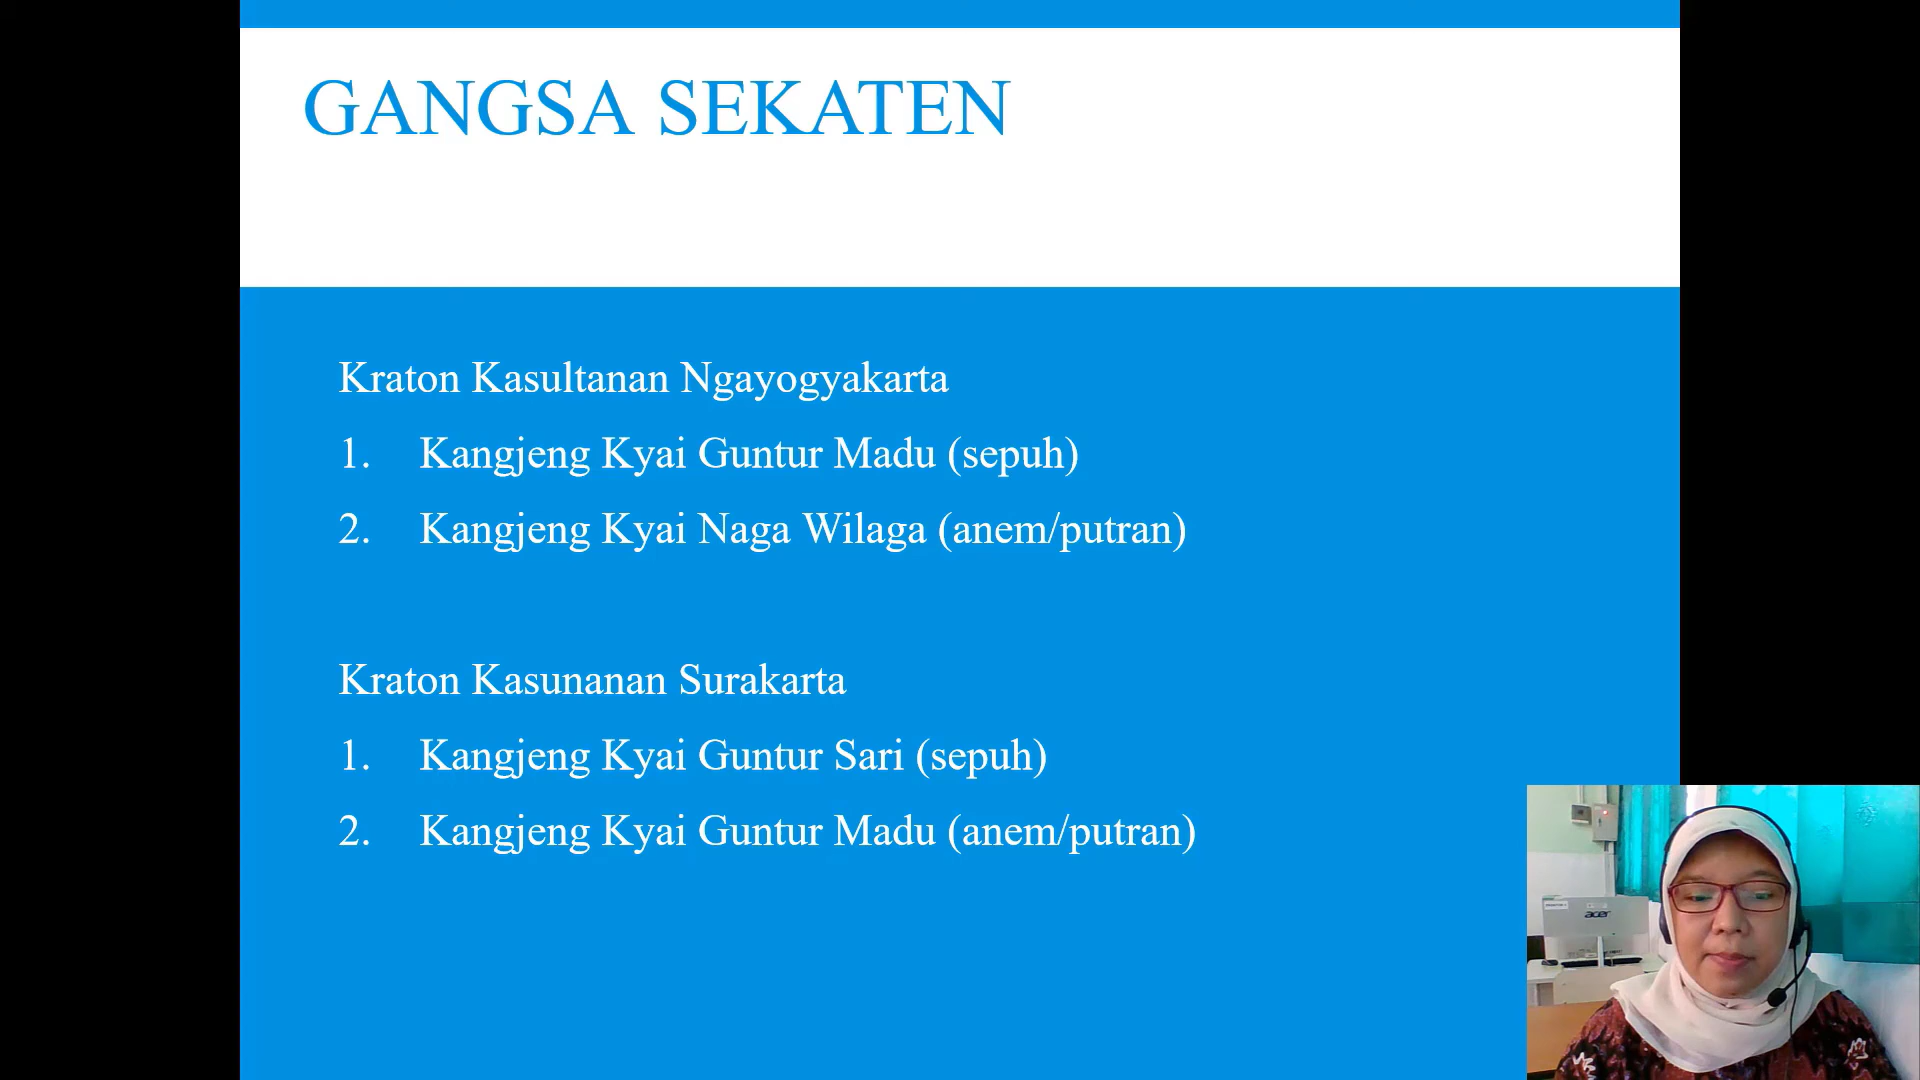 GANGSA SEKATEN
Kraton Kasultanan Ngayogyakarta
1. Kangjeng Kyai Guntur Madu (sepuh)
2. Kangjeng Kyai Naga Wilaga (anem/putran)
Kraton Kasunanan Surakarta
1. Kangjeng Kyai Guntur Sari (sepuh)
2. Kangjeng Kyai Guntur Madu (anem/putran)
acer